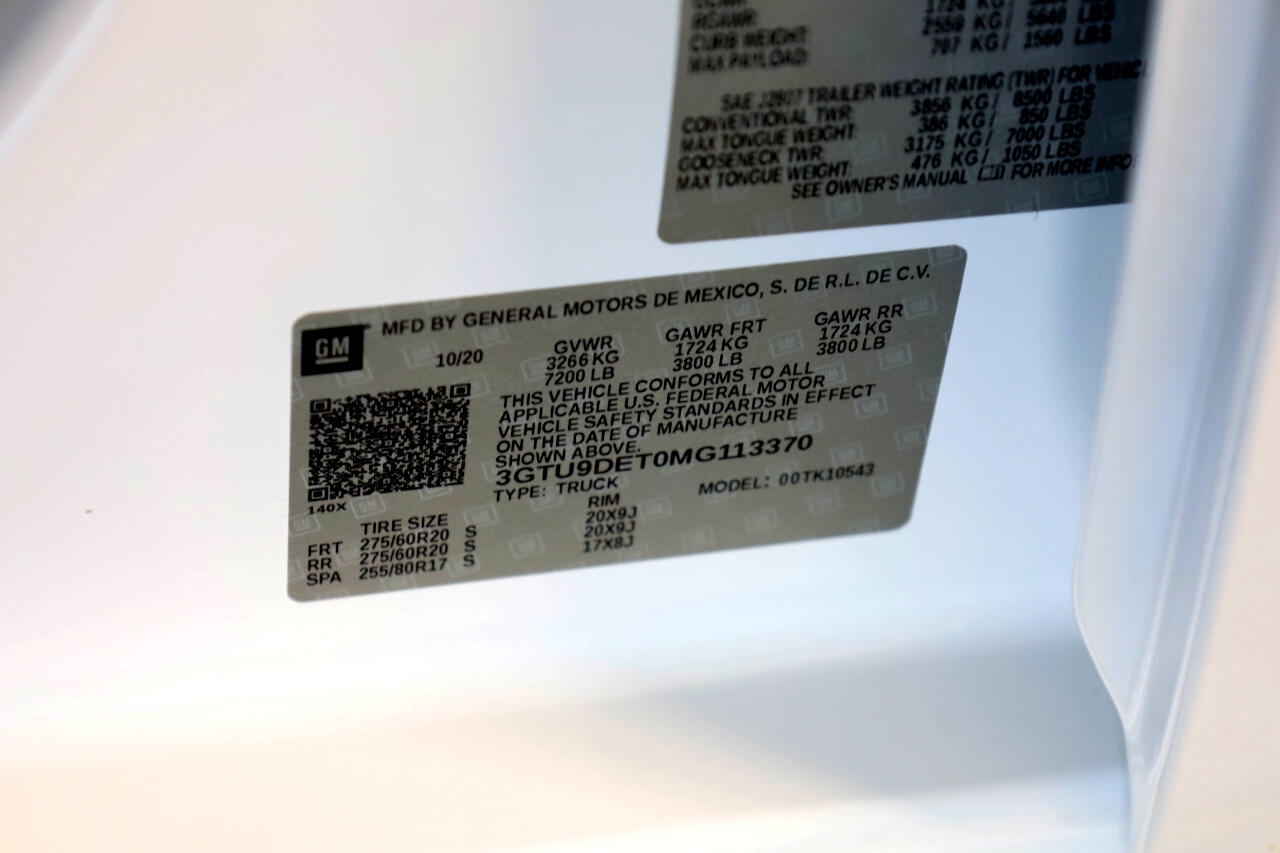 1724 KG/
RGAWR: 2559 KG/ 5640 LBS
CURB WEIGHT: 707 KG/ 1560 LBS
MAX PAYLOAD:
SAE J2807 TRAILER WEIGHT RATING (TWR) FOR VEHIC
CONVENTIONAL TWR: 3856 KG/ 8500 LBS
MAX TONGUE WEIGHT: 386 KG/ 850 LBS
GOOSENECK TWR: 3175 KG/ 7000 LBS
MAX TONGUE WEIGHT: 476 KG/ 1050 LBS
SEE OWNER'S MANUAL FOR MORE INFO
GM MFD BY GENERAL MOTORS DE MEXICO, S. DE R.L. DE C.V.
10/20 GVWR GAWR FRT GAWR RR
3266 KG 1724 KG 1724 KG
7200 LB 3800 LB 3800 LB
THIS VEHICLE CONFORMS TO ALL
APPLICABLE U.S. FEDERAL MOTOR
VEHICLE SAFETY STANDARDS IN EFFECT
ON THE DATE OF MANUFACTURE
SHOWN ABOVE.
3GTU9DET0MG113370
140X TYPE: TRUCK MODEL: 00TK10543
TIRE SIZE RIM
FRT 275/60R20 S 20X9J
RR 275/60R20 S 20X9J
SPA 255/80R17 S 17X8J